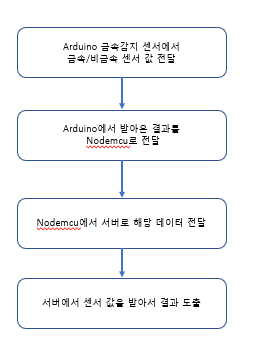 Arduino 금속감지 센서에서
금속/비금속 센서 값 전달
Arduino에서 받아온 결과를
Nodemcu로 전달
Nodemcu에서 서버로 해당 데이터 전달
서버에서 센서 값을 받아서 결과 도출